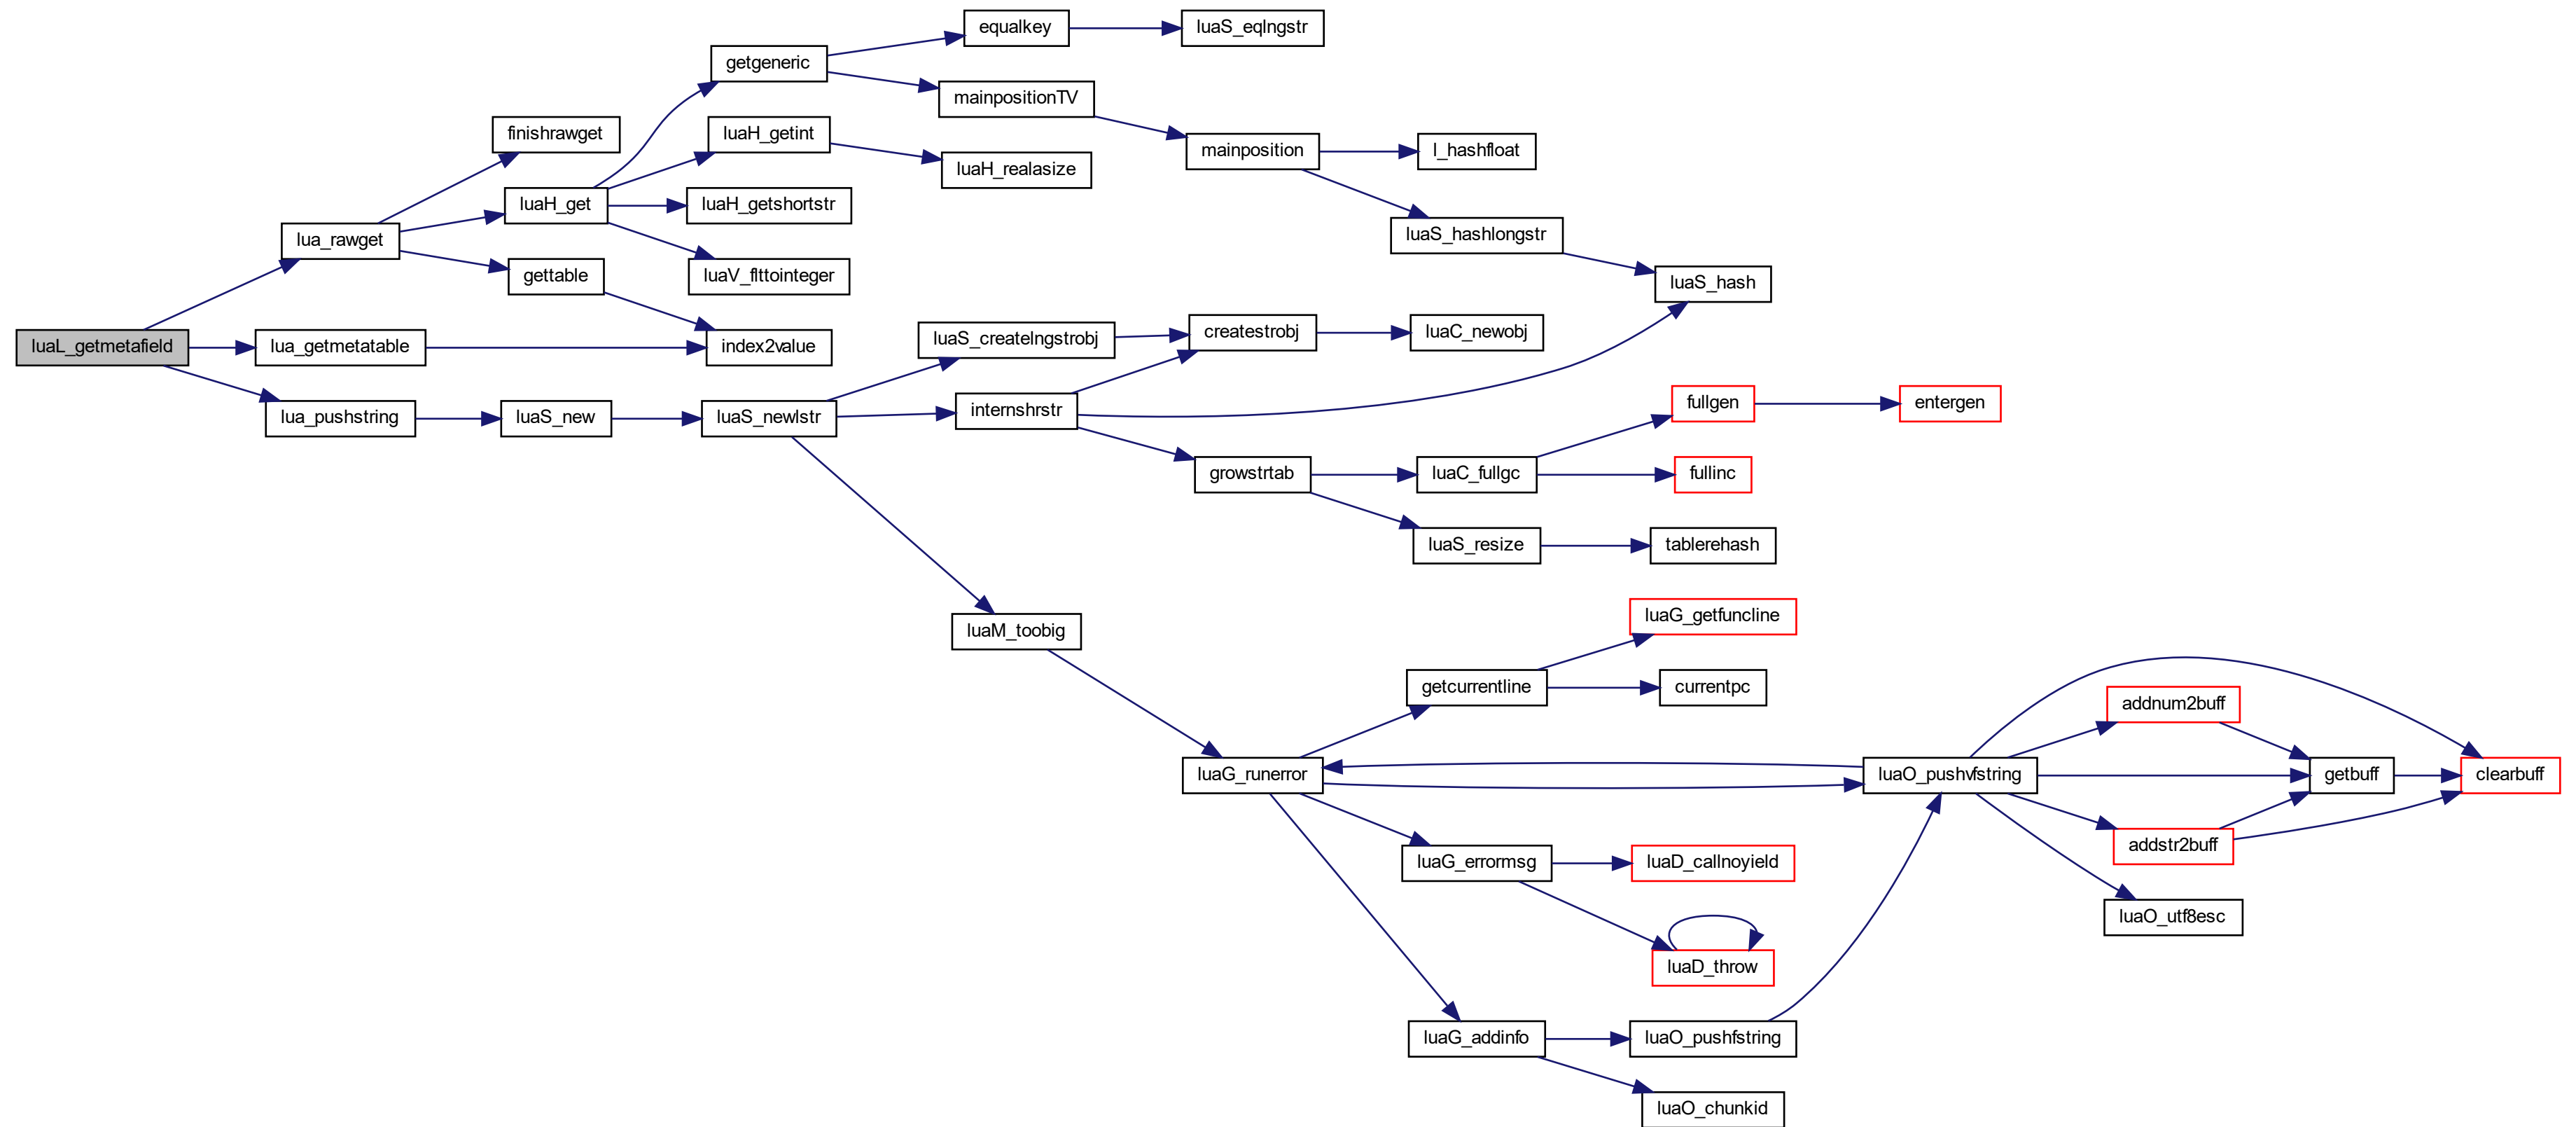 equalkey
luaS_eqlngstr
getgeneric
mainpositionTV
finishrawget
luaH_getint
mainposition
l_hashfloat
luaH_realasize
luaH_get
luaH_getshortstr
lua_rawget
luaS_hashlongstr
gettable
luaV_flttointeger
luaS_hash
luaL_getmetafield
lua_getmetatable
index2value
luaS_createlngstrobj
createstrobj
luaC_newobj
lua_pushstring
luaS_new
luaS_newlstr
internshrstr
fullgen
entergen
growstrtab
luaC_fullgc
fullinc
luaS_resize
tablerehash
luaM_toobig
luaG_getfuncline
getcurrentline
currentpc
addnum2buff
luaG_runerror
luaO_pushvfstring
getbuff
clearbuff
luaG_errormsg
luaD_callnoyield
addstr2buff
luaO_utf8esc
luaD_throw
luaG_addinfo
luaO_pushfstring
luaO_chunkid